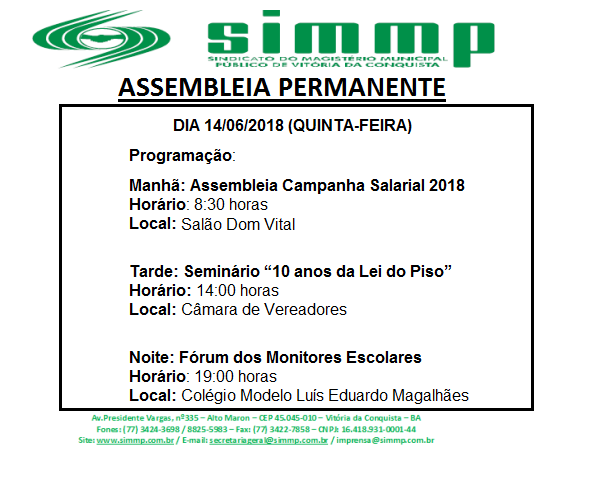 simmp
SINDICATO DO MAGISTÉRIO MUNICIPAL
PÚBLICO DE VITÓRIA DA CONQUISTA
ASSEMBLEIA PERMANENTE
DIA 14/06/2018 (QUINTA-FEIRA)
Programação:
Manhã: Assembleia Campanha Salarial 2018
Horário: 8:30 horas
Local: Salão Dom Vital
Tarde: Seminário “10 anos da Lei do Piso”
Horário: 14:00 horas
Local: Câmara de Vereadores
Noite: Fórum dos Monitores Escolares
Horário: 19:00 horas
Local: Colégio Modelo Luís Eduardo Magalhães
Av.Presidente Vargas, nº335 – Alto Maron – CEP 45.045-010 – Vitória da Conquista – BA
Fones: (77) 3424-3698 / 8825-5983 – Fax: (77) 3422-7858 – CNPJ: 16.418.931-0001-44
Site: www.simmp.com.br / E-mail: secretariageral@simmp.com.br / imprensa@simmp.com.br